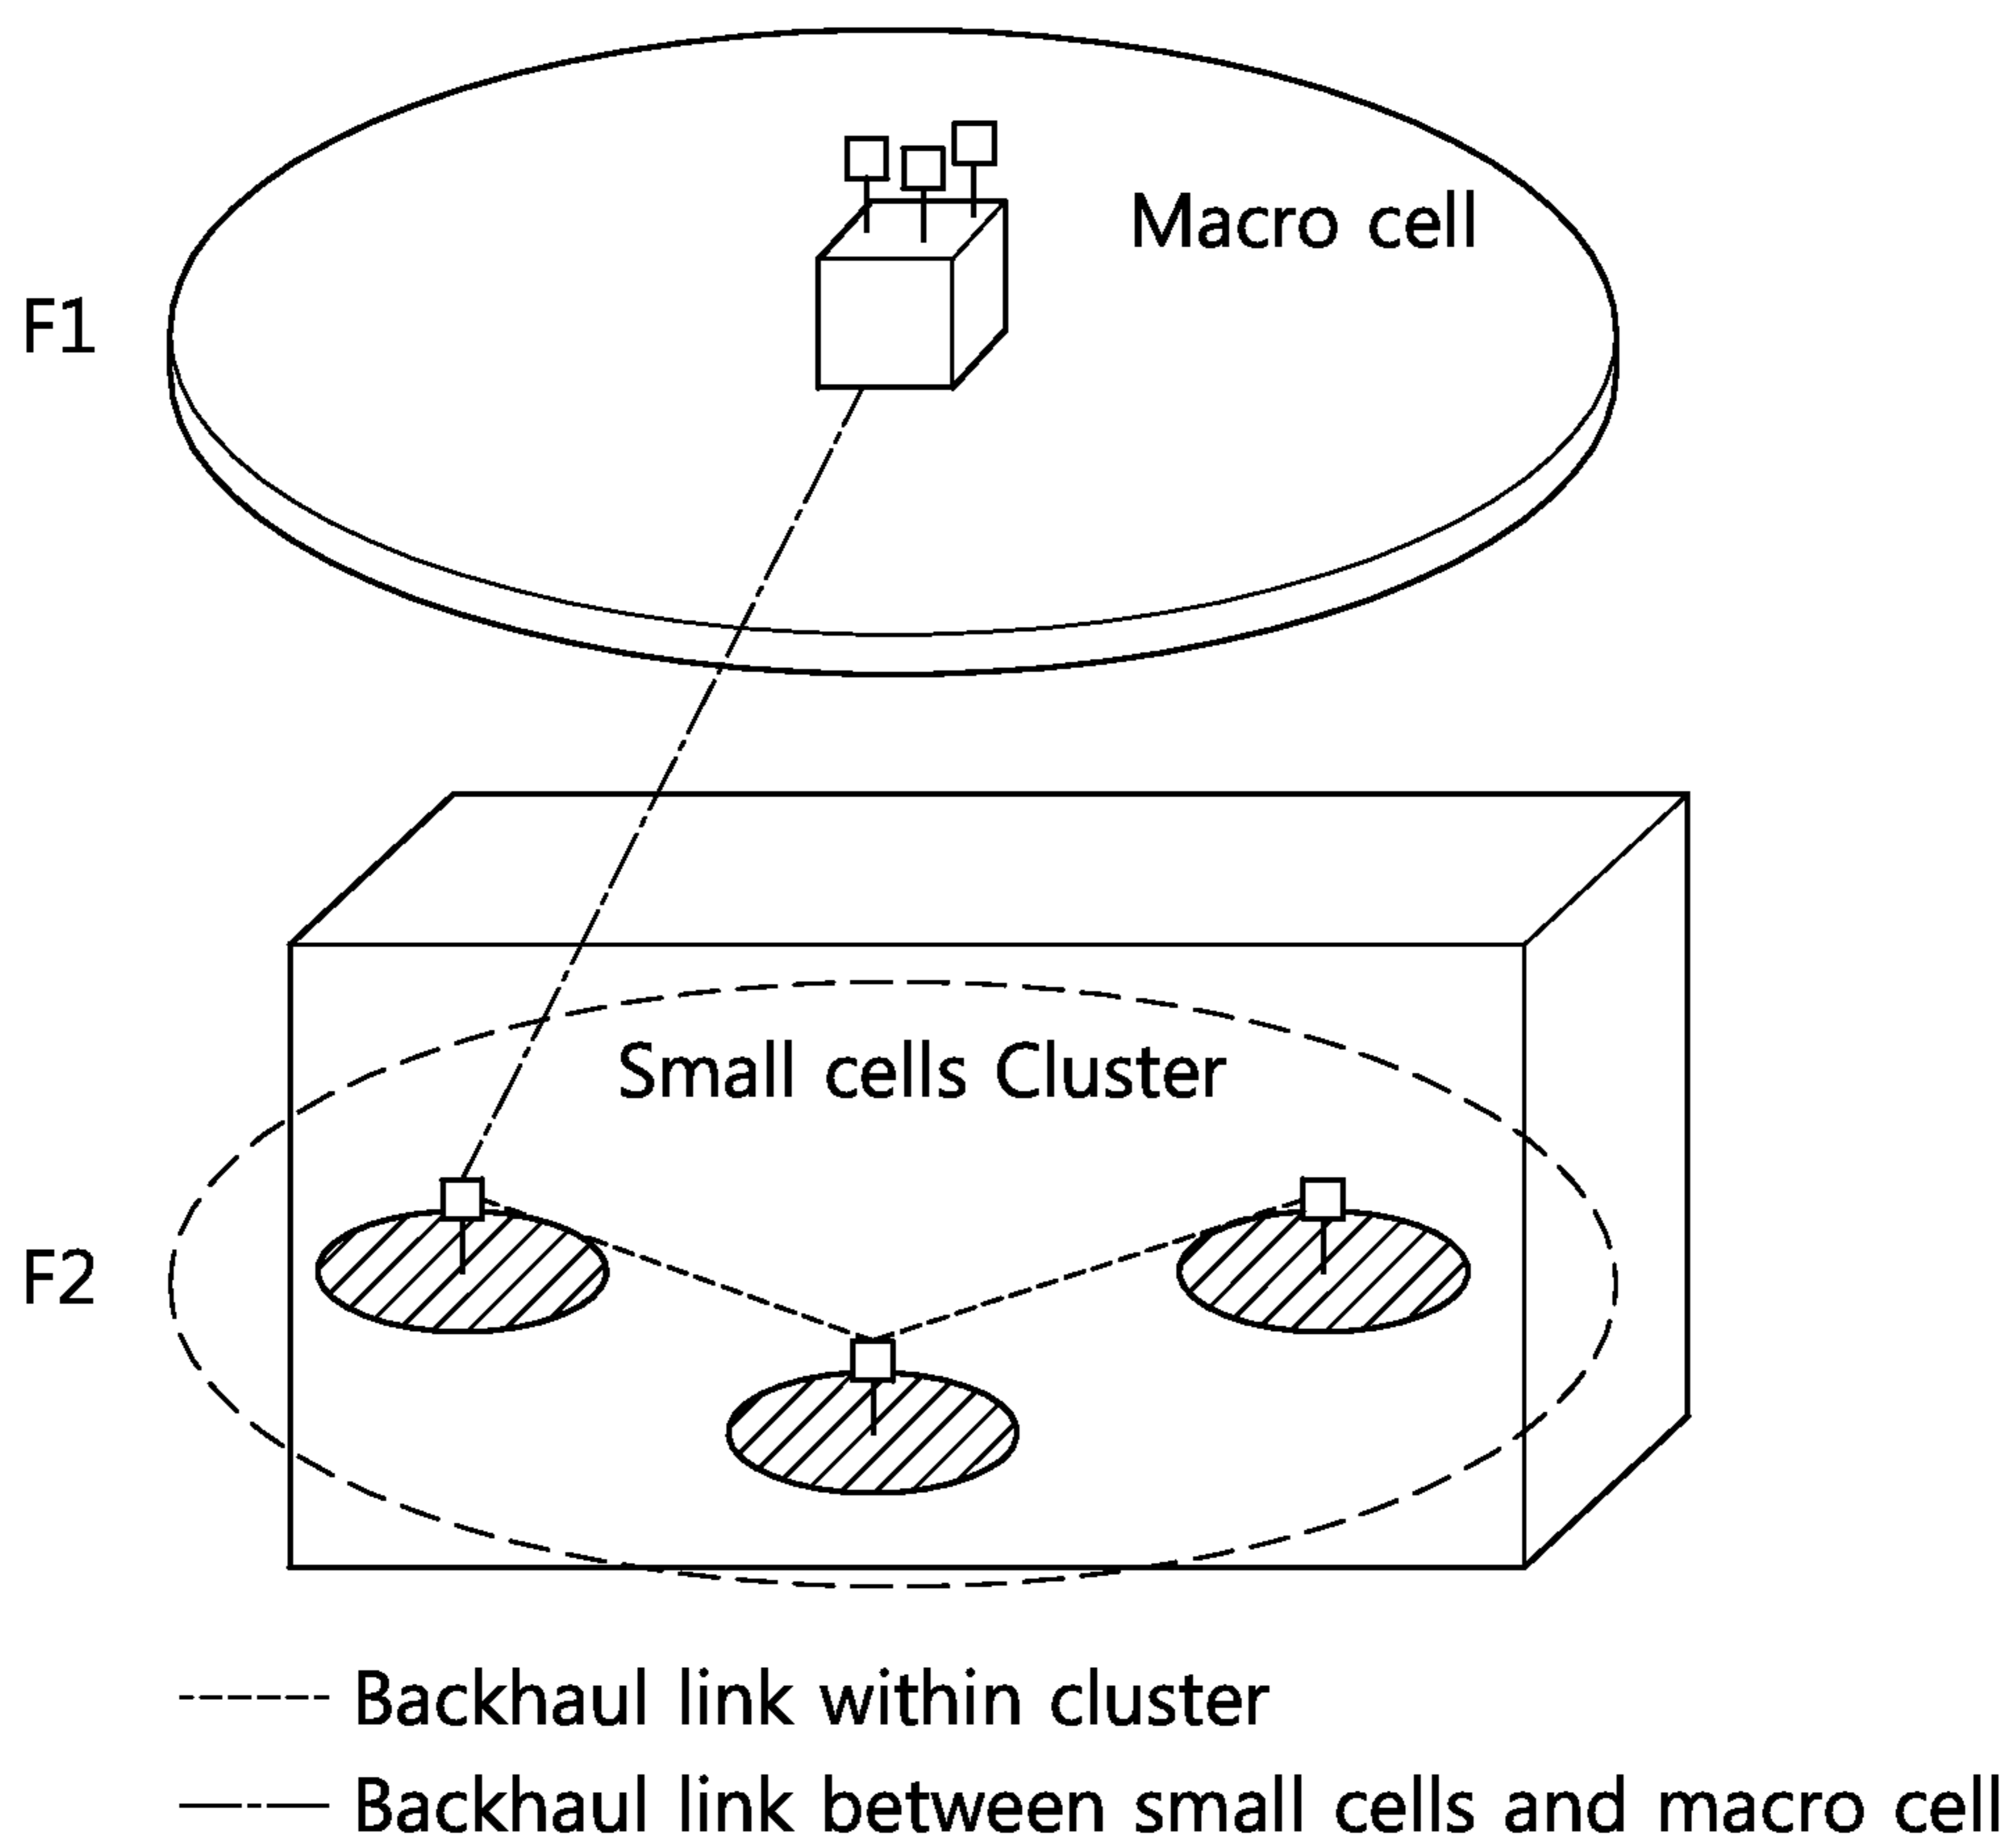 Macro cell
F1
Small cells Cluster
F2
Backhaul link within cluster
Backhaul link between small cells and macro cell